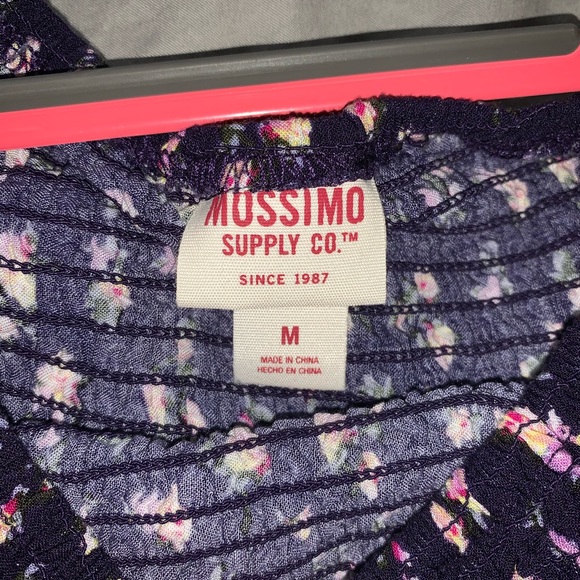 MOSSIMO
SUPPLY CO.™
SINCE 1987
M
MADE IN CHINA
HECHO EN CHINA